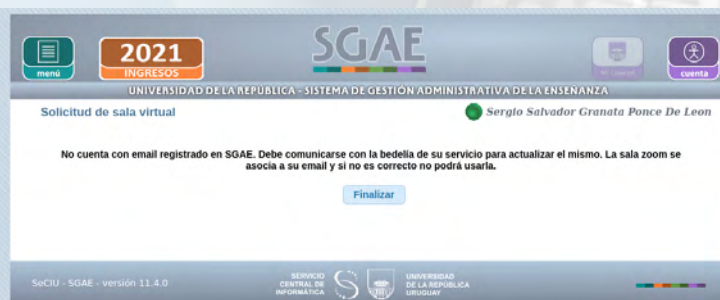 SGAE
2021
INGRESOS
menú
cuenta
UNIVERSIDAD DE LA REPÚBLICA - SISTEMA DE GESTIÓN ADMINISTRATIVA DE LA ENSEÑANZA
Solicitud de sala virtual
Sergio Salvador Granata Ponce De Leon
No cuenta con email registrado en SGAE. Debe comunicarse con la bedelía de su servicio para actualizar el mismo. La sala zoom se
asocia a su email y si no es correcto no podrá usarla.
Finalizar
SeCIU - SGAE - versión 11.4.0
SERVICIO
CENTRAL DE
INFORMÁTICA
UNIVERSIDAD
DE LA REPÚBLICA
URUGUAY